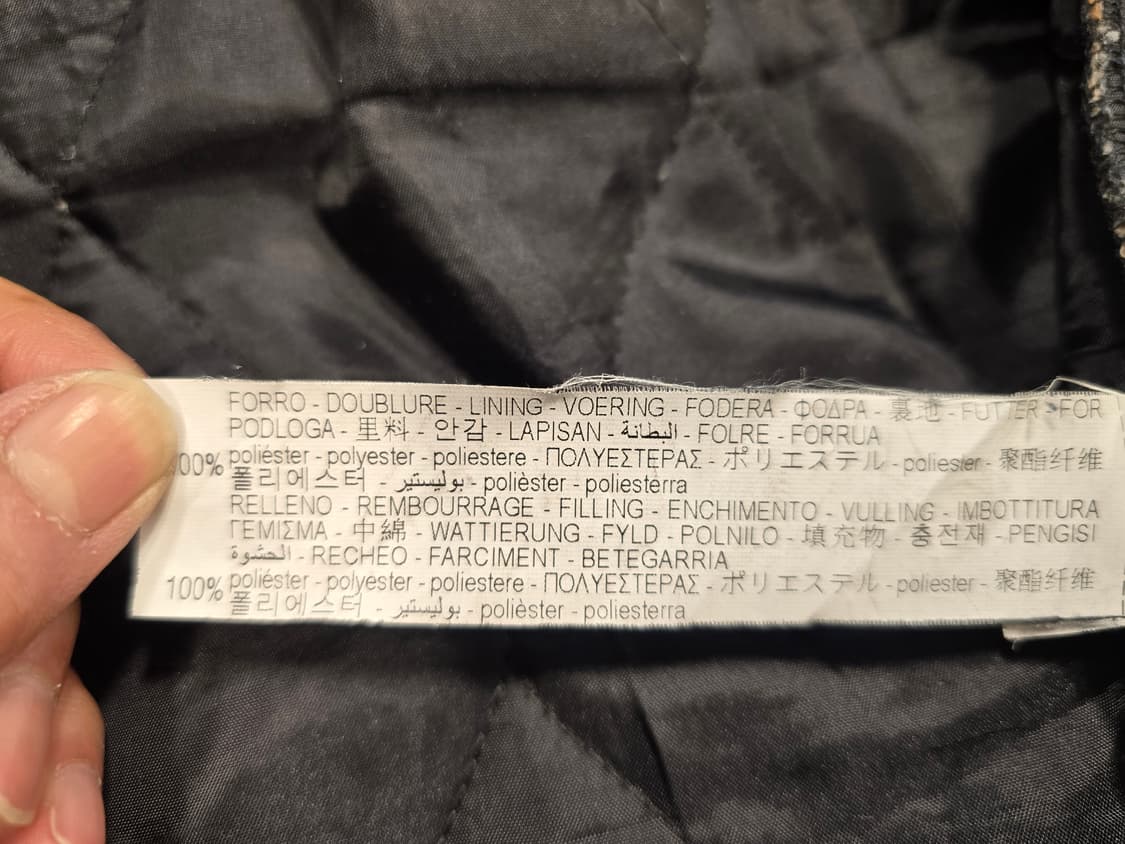 FORRO - DOUBLURE - LINING - VOERING - FODERA - ΦΟΔΡΑ - 裏地 - FUTTER - FOR
PODLOGA - 里料 - 안감 - LAPISAN - البطانة - FOLRE - FORRUA
100% poliéster - polyester - poliestere - ΠΟΛΥΕΣΤΕΡΑΣ - ポリエステル - poliester - 聚酯纤维
폴리에스터 - بوليستير - polièster - poliesterra
RELLENO - REMBOURRAGE - FILLING - ENCHIMENTO - VULLING - IMBOTTITURA
ΓΕΜΙΣΜΑ - 中綿 - WATTIERUNG - FYLD - POLNILO - 填充物 - 충전재 - PENGISI
الحشوة - RECHEO - FARCIMENT - BETEGARRIA
100% poliéster - polyester - poliestere - ΠΟΛΥΕΣΤΕΡΑΣ - ポリエステル - poliester - 聚酯纤维
폴리에스터 - بوليستير - polièster - poliesterra